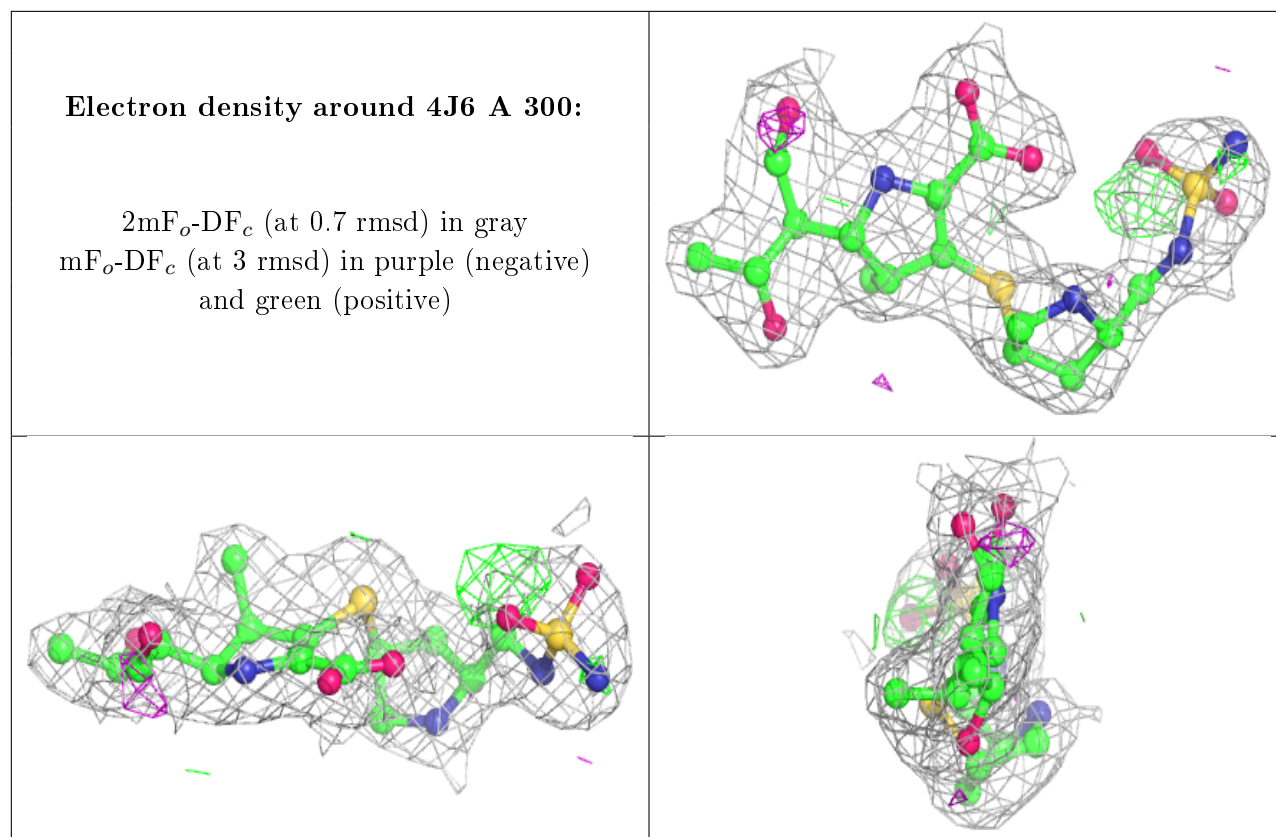 Electron density around 4J6 A 300:
2mFₒ-DF𝒸 (at 0.7 rmsd) in gray
mFₒ-DF𝒸 (at 3 rmsd) in purple (negative)
and green (positive)